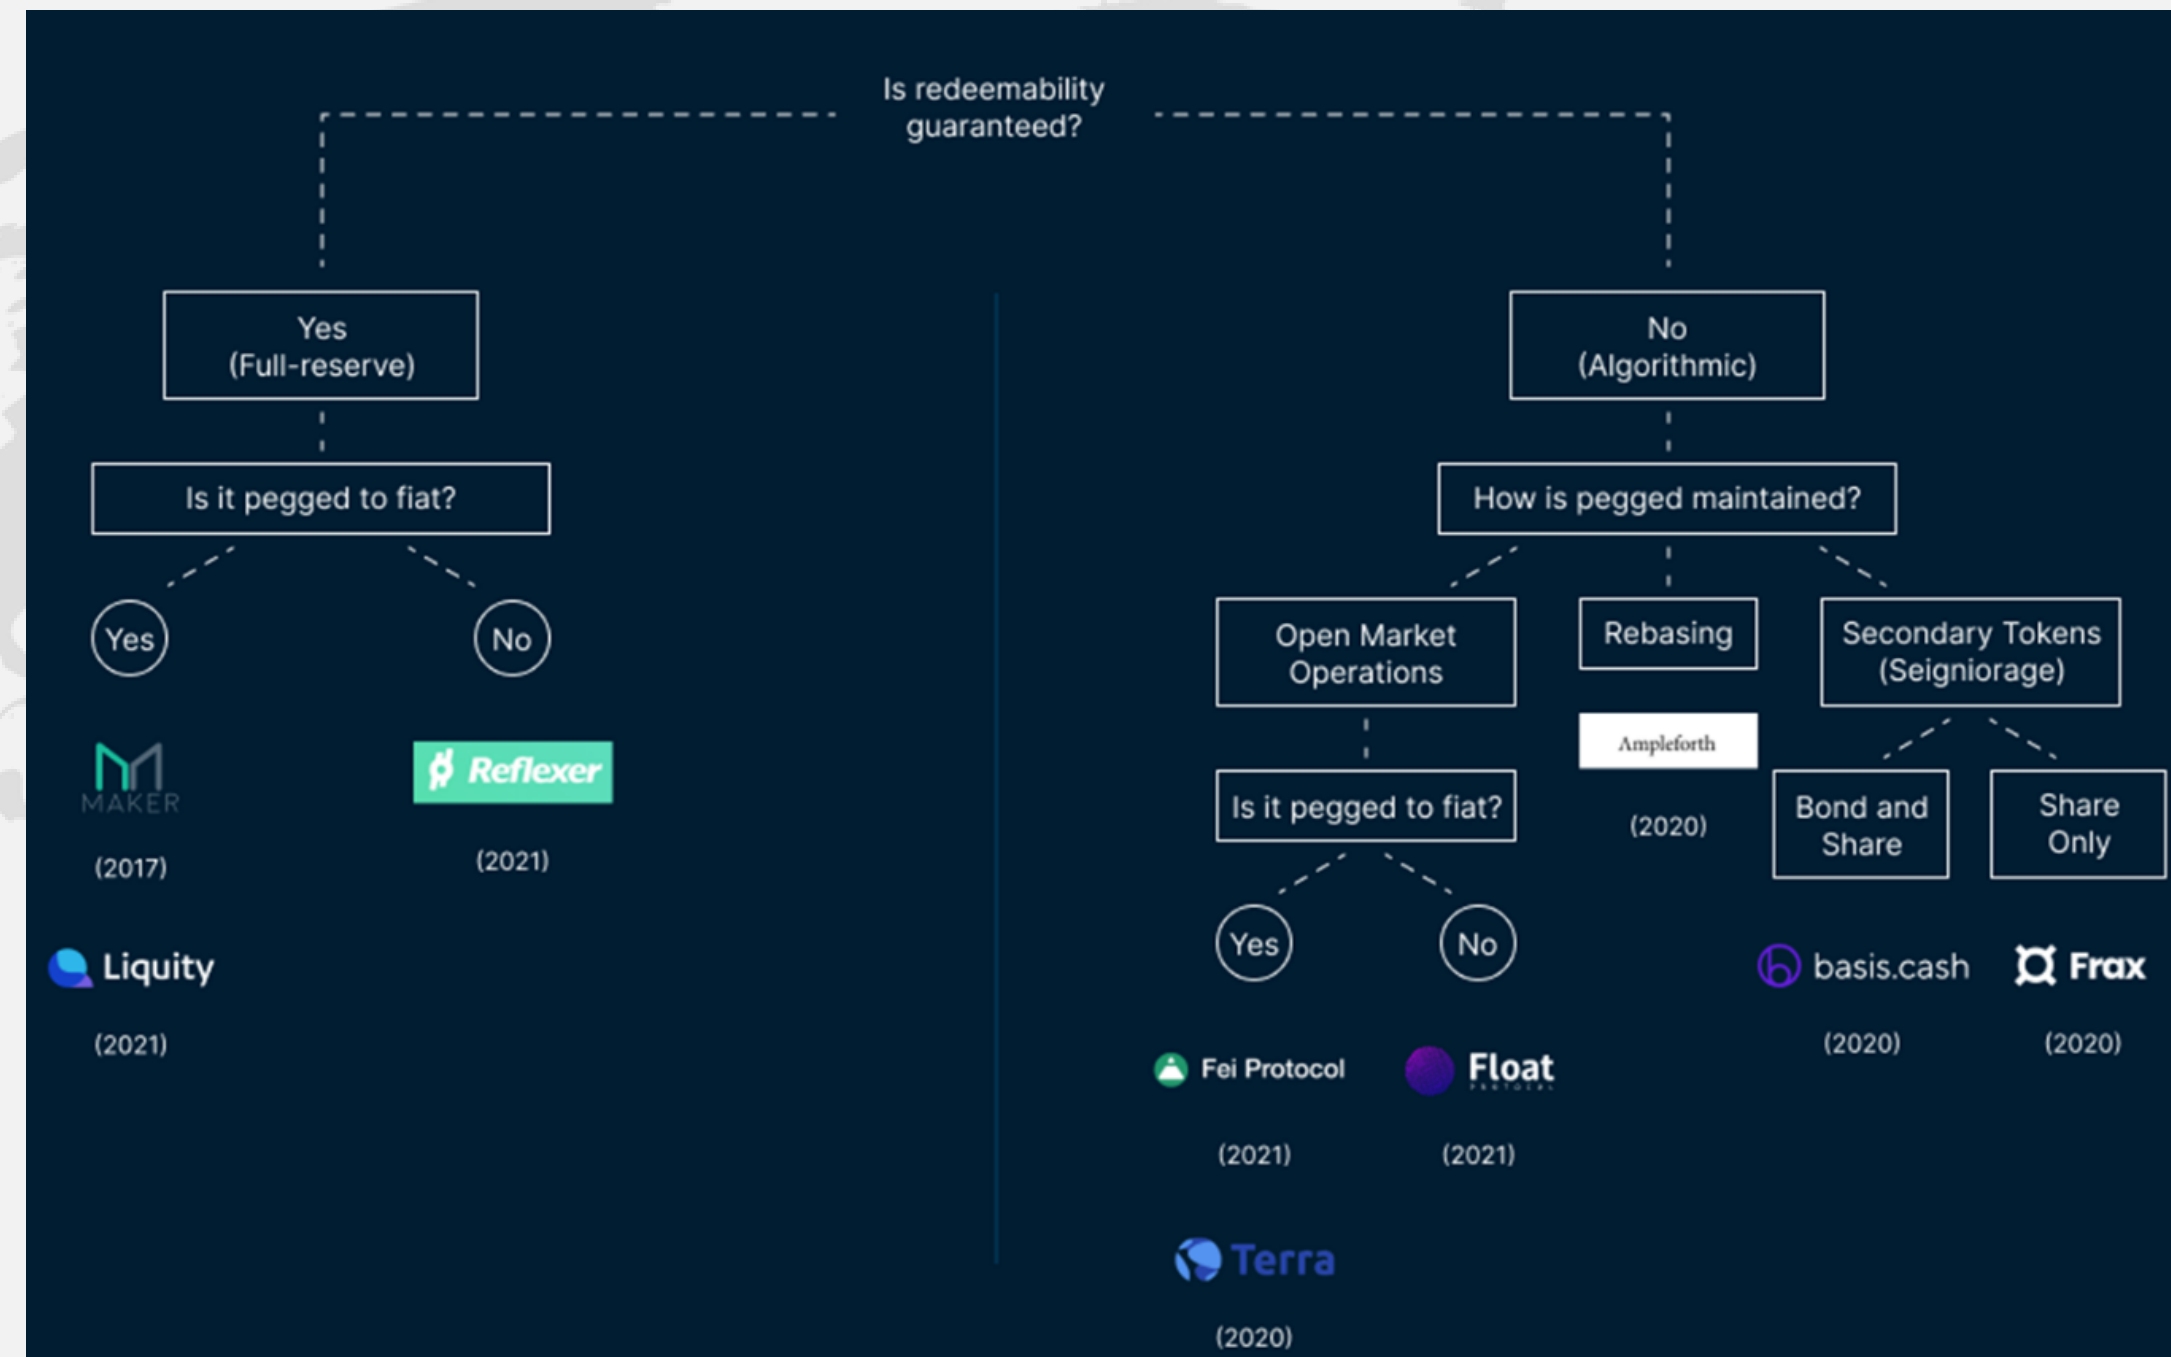 Is redeemability
guaranteed?
Yes
(Full-reserve)
Is it pegged to fiat?
Yes
No
MAKER
(2017)
Reflexer
(2021)
Liquity
(2021)
No
(Algorithmic)
How is pegged maintained?
Open Market
Operations
Is it pegged to fiat?
Yes
No
Fei Protocol
(2021)
Float
PROTOCOL
(2021)
Terra
(2020)
Rebasing
Ampleforth
(2020)
Secondary Tokens
(Seigniorage)
Bond and
Share
basis.cash
(2020)
Share
Only
Frax
(2020)